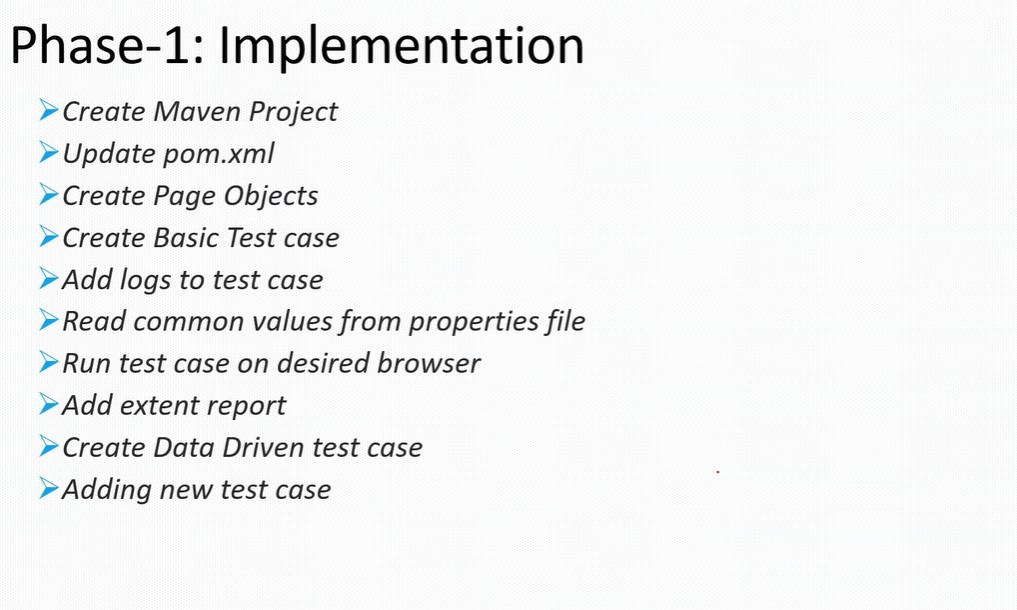 Phase-1: Implementation
Create Maven Project
Update pom.xml
Create Page Objects
Create Basic Test case
Add logs to test case
Read common values from properties file
Run test case on desired browser
Add extent report
Create Data Driven test case
Adding new test case